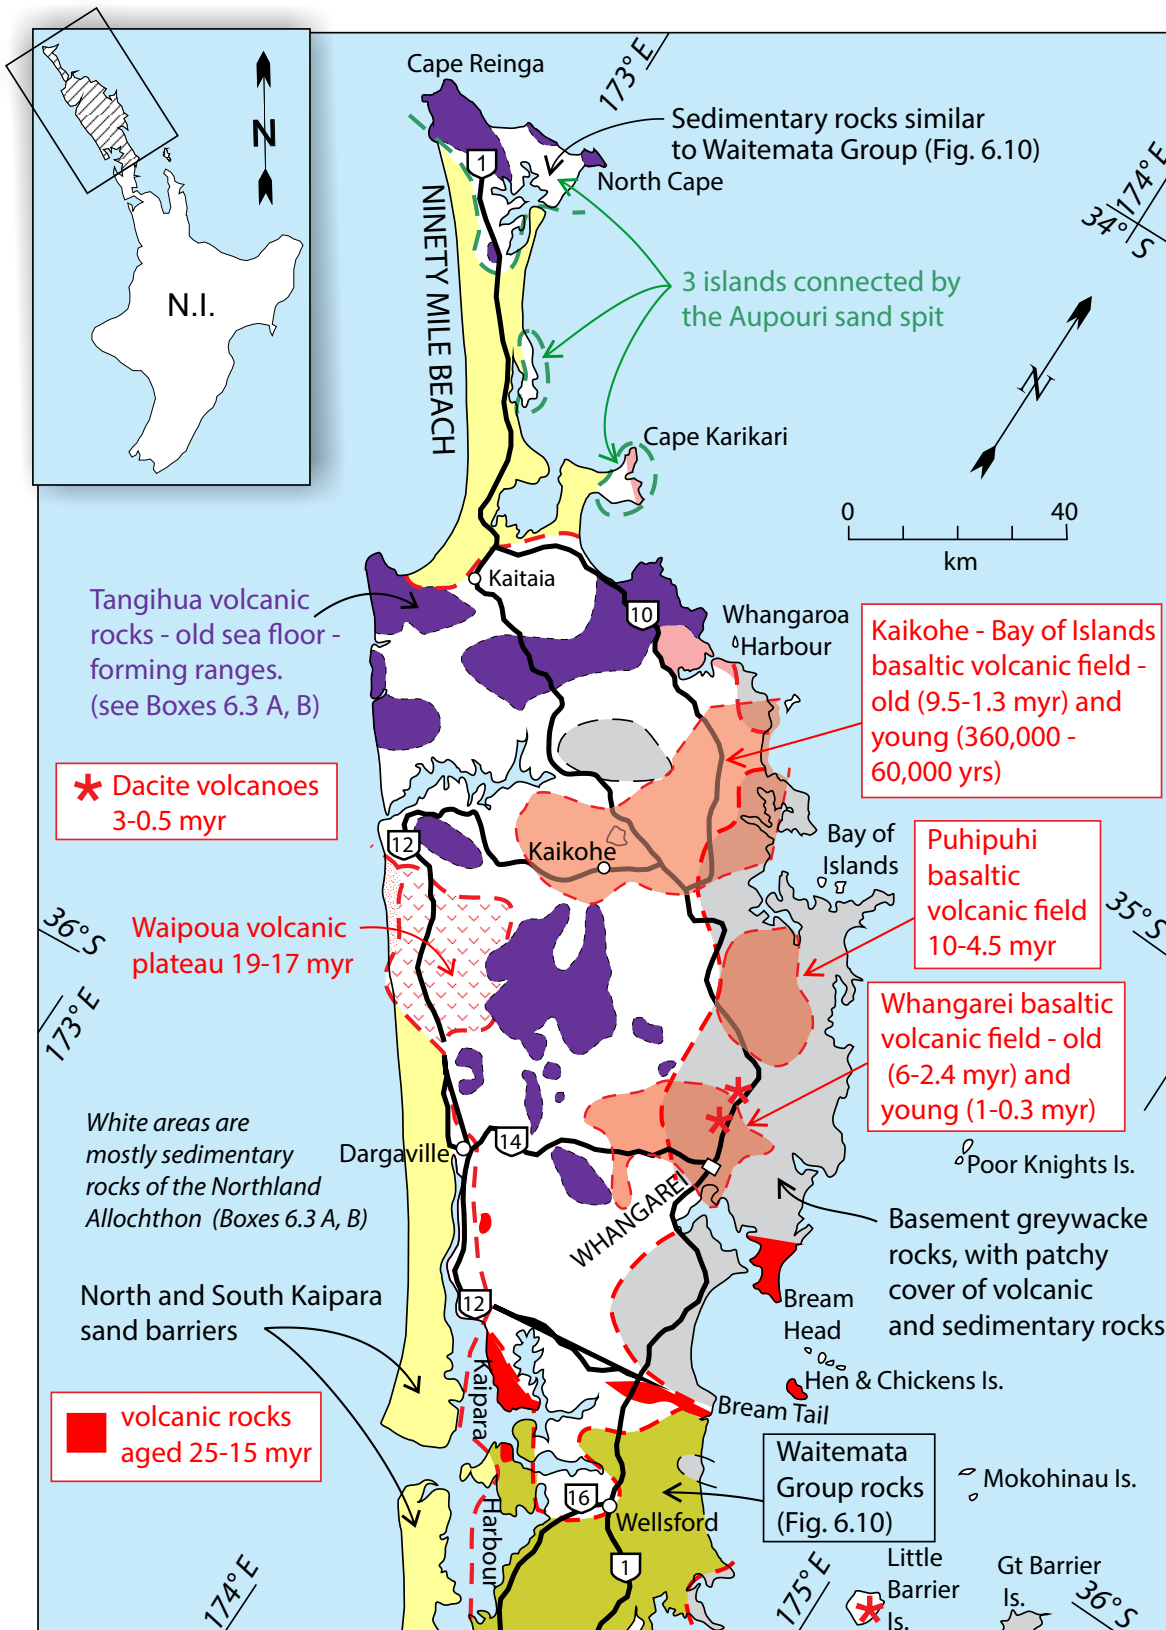 N
N.I.
Cape Reinga
173° E
Sedimentary rocks similar
to Waitemata Group (Fig. 6.10)
1
North Cape
174° E
34° S
NINETY MILE BEACH
3 islands connected by
the Aupouri sand spit
N
Cape Karikari
0 40
km
Kaitaia
Tangihua volcanic
rocks - old sea floor -
forming ranges.
(see Boxes 6.3 A, B)
10
Whangaroa
Harbour
Kaikohe - Bay of Islands
basaltic volcanic field -
old (9.5-1.3 myr) and
young (360,000 -
60,000 yrs)
Dacite volcanoes
3-0.5 myr
12
Kaikohe
Bay of
Islands
Puhipuhi
basaltic
volcanic field
10-4.5 myr
36° S
35° S
Waipoua volcanic
plateau 19-17 myr
173° E
Whangarei basaltic
volcanic field - old
(6-2.4 myr) and
young (1-0.3 myr)
White areas are
mostly sedimentary
rocks of the Northland
Allochthon (Boxes 6.3 A, B)
Dargaville
14
Poor Knights Is.
WHANGAREI
Basement greywacke
rocks, with patchy
cover of volcanic
and sedimentary rocks
North and South Kaipara
sand barriers
12
Bream
Head
Hen & Chickens Is.
Kaipara
Harbour
Bream Tail
volcanic rocks
aged 25-15 myr
Waitemata
Group rocks
(Fig. 6.10)
Mokohinau Is.
16
Wellsford
1
Little
Barrier
Is.
Gt Barrier
Is.
174° E
175° E
36° S